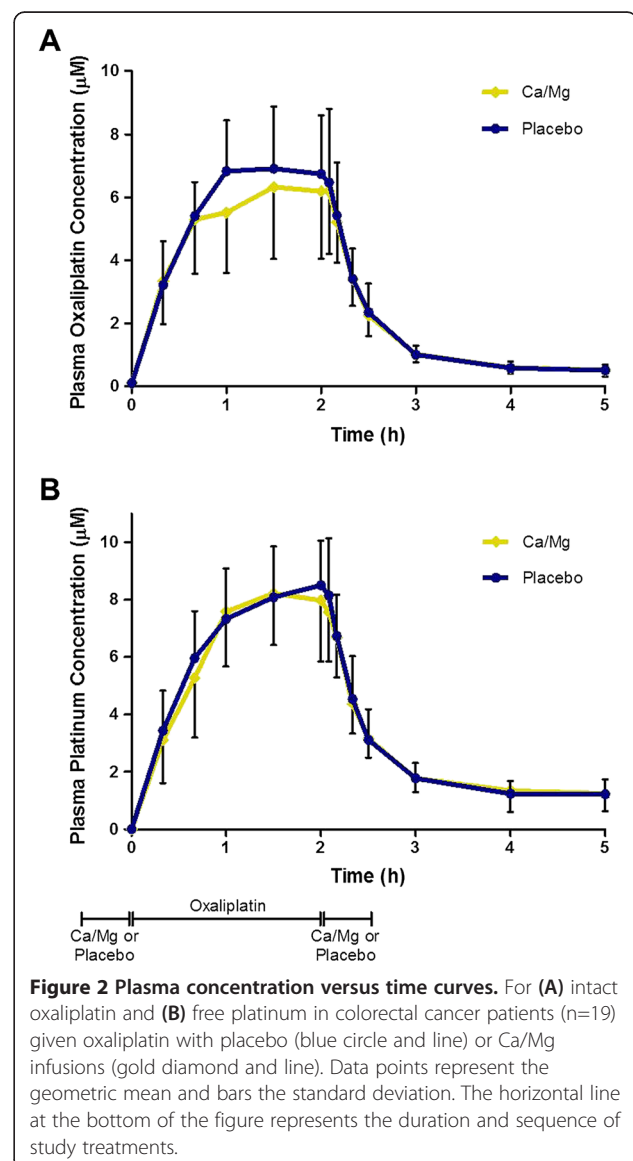 A
Plasma Oxaliplatin Concentration (µM)
Ca/Mg
Placebo
10
8
6
4
2
0
0 1 2 3 4 5
Time (h)
B
Plasma Platinum Concentration (µM)
Ca/Mg
Placebo
10
8
6
4
2
0
0 1 2 3 4 5
Time (h)
Oxaliplatin
Ca/Mg or Ca/Mg or
Placebo Placebo
Figure 2 Plasma concentration versus time curves. For (A) intact
oxaliplatin and (B) free platinum in colorectal cancer patients (n=19)
given oxaliplatin with placebo (blue circle and line) or Ca/Mg
infusions (gold diamond and line). Data points represent the
geometric mean and bars the standard deviation. The horizontal line
at the bottom of the figure represents the duration and sequence of
study treatments.